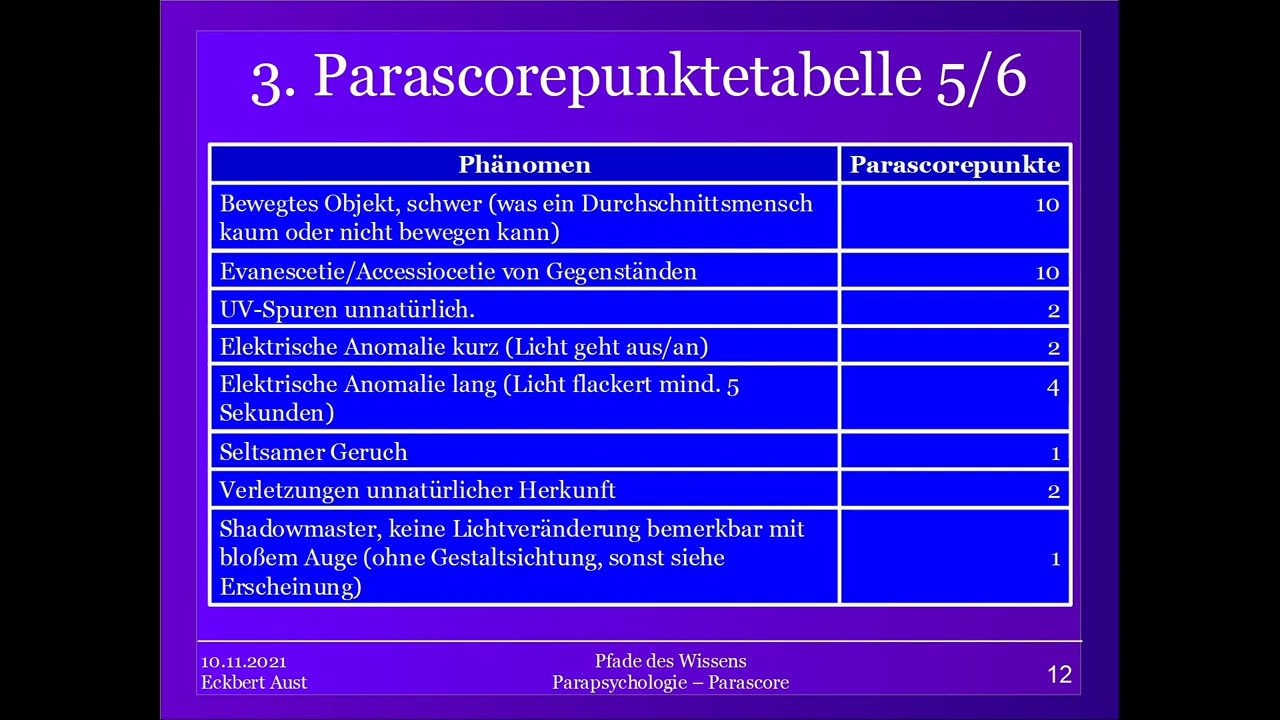 3. Parascorepunktetabelle 5/6
Phänomen Parascorepunkte
Bewegtes Objekt, schwer (was ein Durchschnittsmensch 10
kaum oder nicht bewegen kann)
Evanescetie/Accessiocetie von Gegenständen 10
UV-Spuren unnatürlich. 2
Elektrische Anomalie kurz (Licht geht aus/an) 2
Elektrische Anomalie lang (Licht flackert mind. 5 4
Sekunden)
Seltsamer Geruch 1
Verletzungen unnatürlicher Herkunft 2
Shadowmaster, keine Lichtveränderung bemerkbar mit
bloßem Auge (ohne Gestaltsichtung, sonst siehe 1
Erscheinung)
10.11.2021 Pfade des Wissens
Eckbert Aust Parapsychologie – Parascore 12